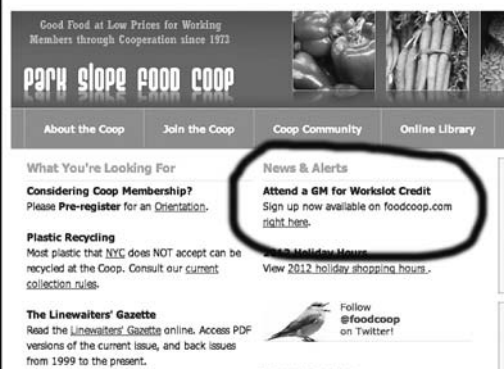 Good Food at Low Prices for Working
Members through Cooperation since 1973
PARK SLOPE FOOD COOP
About the Coop
Join the Coop
Coop Community
Online Library
What You're Looking For
Considering Coop Membership?
Please Pre-register for an Orientation.
Plastic Recycling
Most plastic that NYC does NOT accept can be
recycled at the Coop. Consult our current
collection rules.
The Linewaiters' Gazette
Read the Linewaiters' Gazette online. Access PDF
versions of the current issue, and back issues
from 1999 to the present.
News & Alerts
Attend a GM for Workslot Credit
Sign up now available on foodcoop.com
right here.
2012 Holiday Hours
View 2012 holiday shopping hours .
Follow
@foodcoop
on Twitter!